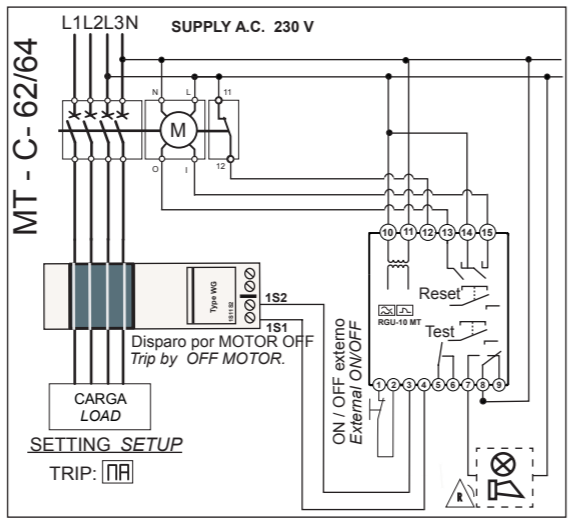 L1L2L3N
SUPPLY A.C. 230 V
MT - C- 62/64
N
L
11
M
O
I
12
10 11 12 13 14 15
Type WG
1S1 1S2
1S2
1S1
Disparo por MOTOR OFF
Trip by OFF MOTOR.
Reset
RGU-10 MT
Test
ON / OFF externo
External ON/OFF
1 2 3 4 5 6 7 8 9
CARGA
LOAD
SETTING SETUP
TRIP:
R